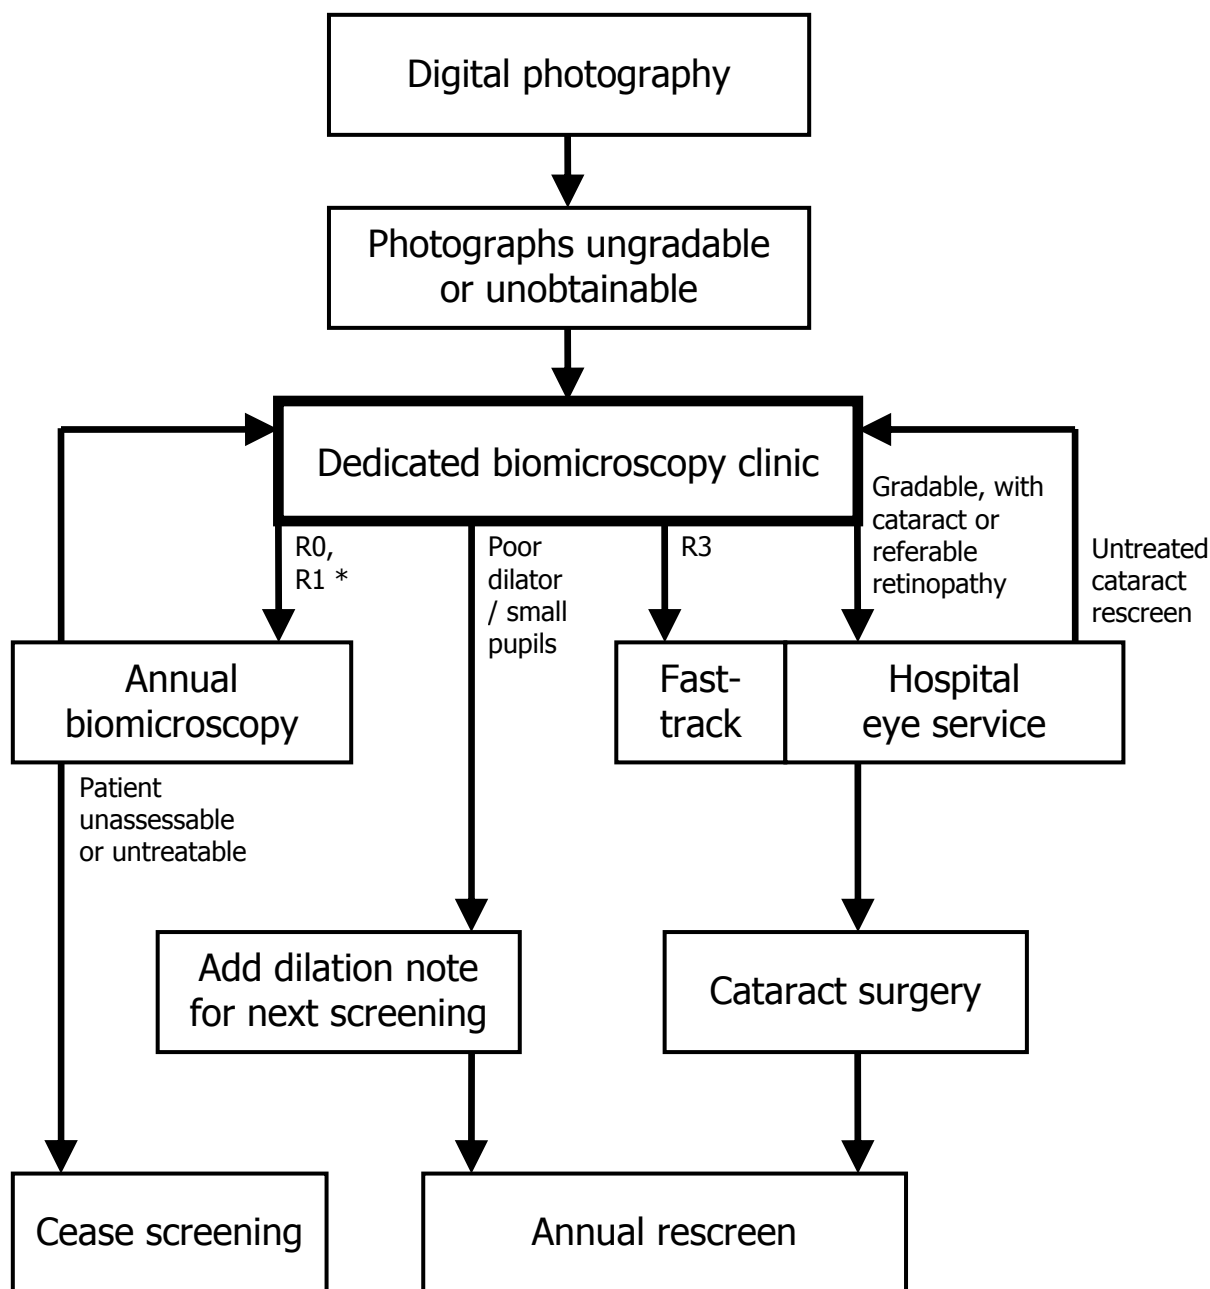 Digital photography
Photographs ungradable
or unobtainable
Dedicated biomicroscopy clinic
R0,
R1 *
Poor
dilator
/ small
pupils
R3
Gradable, with
cataract or
referable
retinopathy
Untreated
cataract
rescreen
Annual
biomicroscopy
Fast-
track
Hospital
eye service
Patient
unassessable
or untreatable
Add dilation note
for next screening
Cataract surgery
Cease screening
Annual rescreen